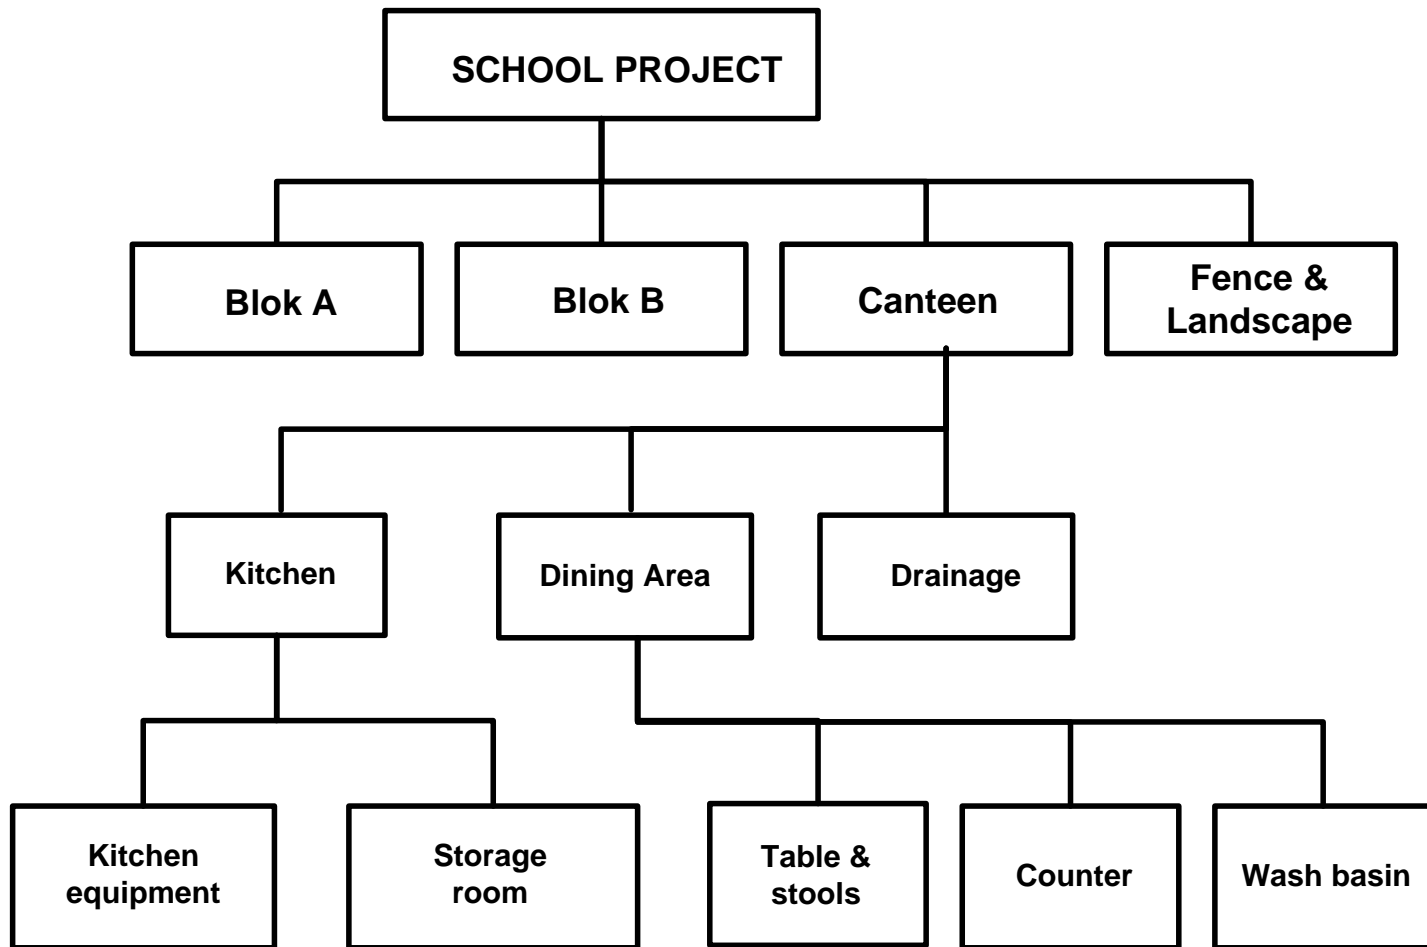 SCHOOL PROJECT
Blok A
Blok B
Canteen
Fence &
Landscape
Kitchen
Dining Area
Drainage
Kitchen
equipment
Storage
room
Table &
stools
Counter
Wash basin